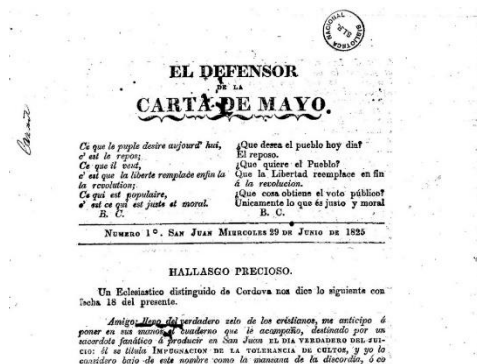 BIBLIOTECA NACIONAL
EL DEFENSOR
DE LA
CARTA DE MAYO.
Ce que le puple desire aujourd' hui,
c' est le repos;
Ce que il veut,
c' est que la liberte remplade enfin la
la revolution;
Ce qui est populaire,
c' est ce qui est juste et moral.
B. C.
¿Que desea el pueblo hoy dia?
El reposo.
¿Que quiere el Pueblo?
Que la Libertad reemplace en fin
á la revolucion.
¿Que cosa obtiene el voto público?
Unicamente lo que és justo y moral
B. C.
NUMERO 1º. SAN JUAN MIERCOLES 29 DE JUNIO DE 1825
HALLASGO PRECIOSO.
Un Eclesiastico distinguido de Cordova nos dice lo siguiente con
fecha 18 del presente.
Amigo: lleno del verdadero zelo de los cristianos, me anticipo á
poner en sus manos el cuaderno que le acompaño, destinado por un
sacerdote fanático á producir en San Juan EL DIA VERDADERO DEL JUI-
CIO: él se titula IMPUGNACION DE LA TOLERANCIA DE CULTOS, y yo lo
considero bajo de este nombre como la manzana de la discordia, ó co